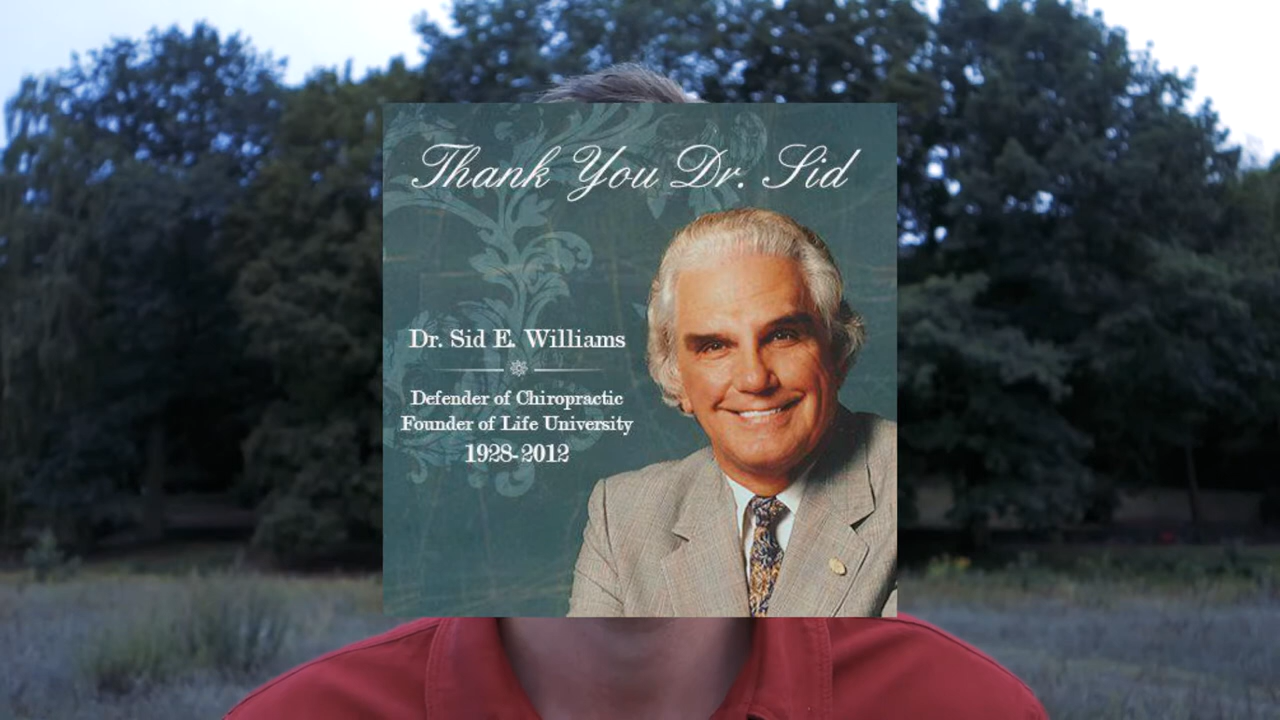 Thank You Dr. Sid
Dr. Sid E. Williams
Defender of Chiropractic
Founder of Life University
1928-2012